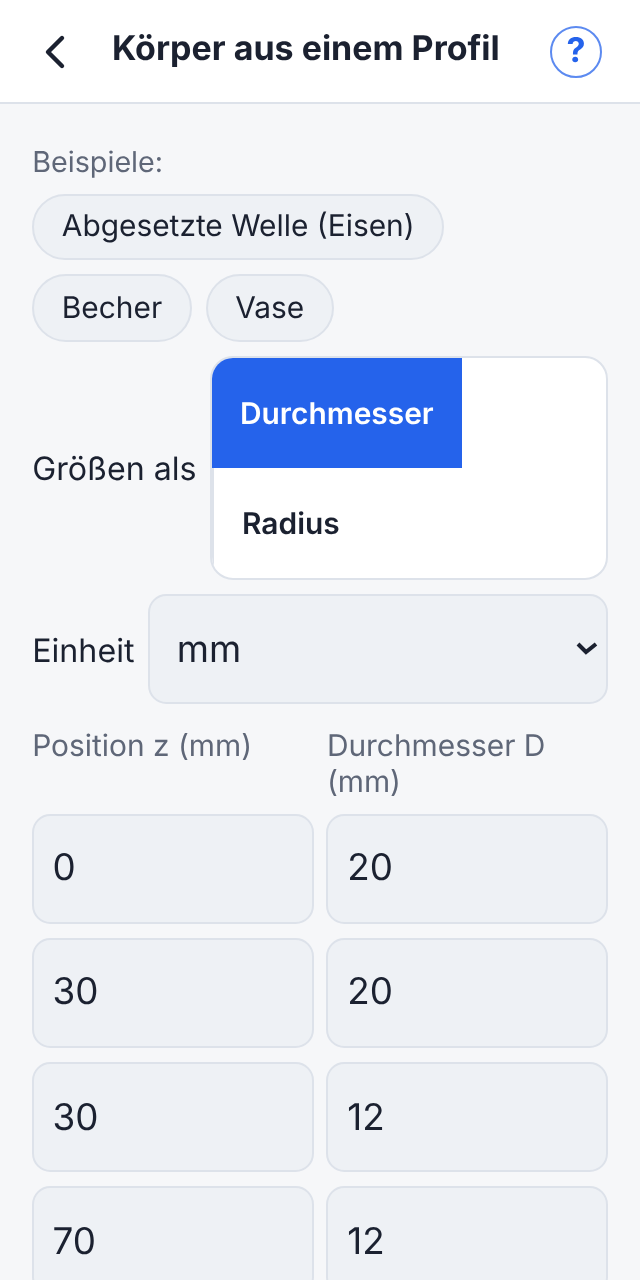 Körper aus einem Profil
?
Beispiele:
Abgesetzte Welle (Eisen)
Becher
Vase
Größen als
Durchmesser
Radius
Einheit
mm
Position z (mm)
Durchmesser D
(mm)
0
20
30
20
30
12
70
12